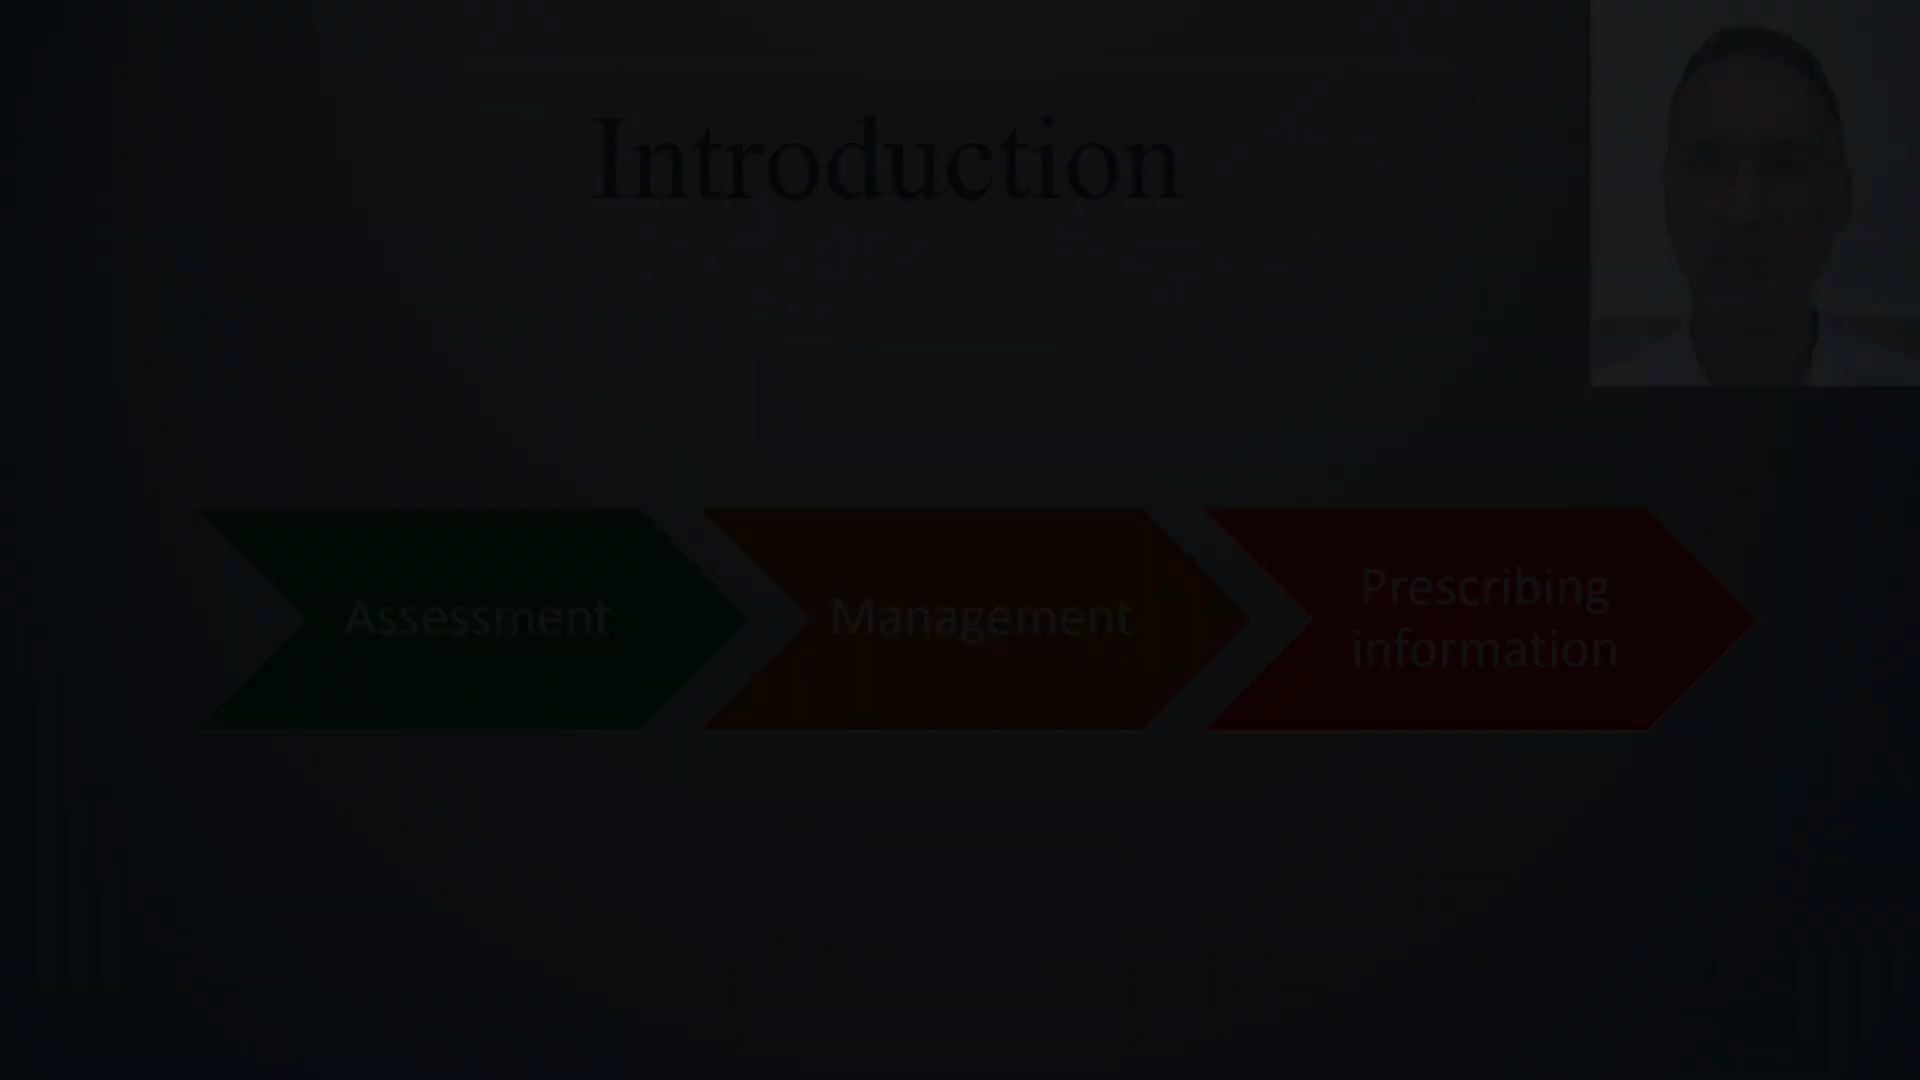 Introduction
Assessment
Management
Prescribing
information